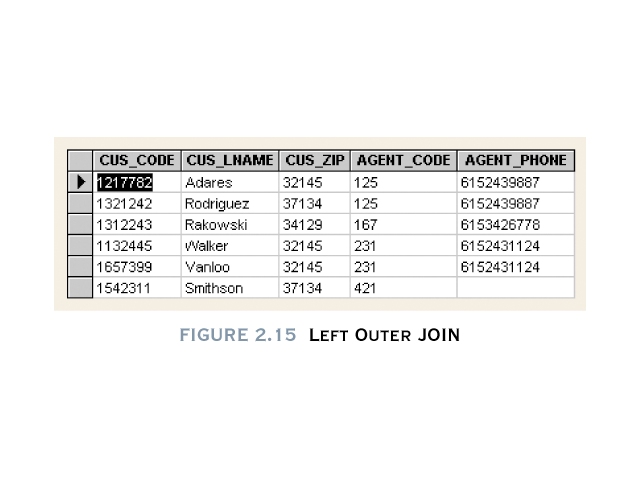 CUS_CODE CUS_LNAME CUS_ZIP AGENT_CODE AGENT_PHONE
1217782 Adares 32145 125 6152439887
1321242 Rodriguez 37134 125 6152439887
1312243 Rakowski 34129 167 6153426778
1132445 Walker 32145 231 6152431124
1657399 Vanloo 32145 231 6152431124
1542311 Smithson 37134 421
FIGURE 2.15 LEFT OUTER JOIN